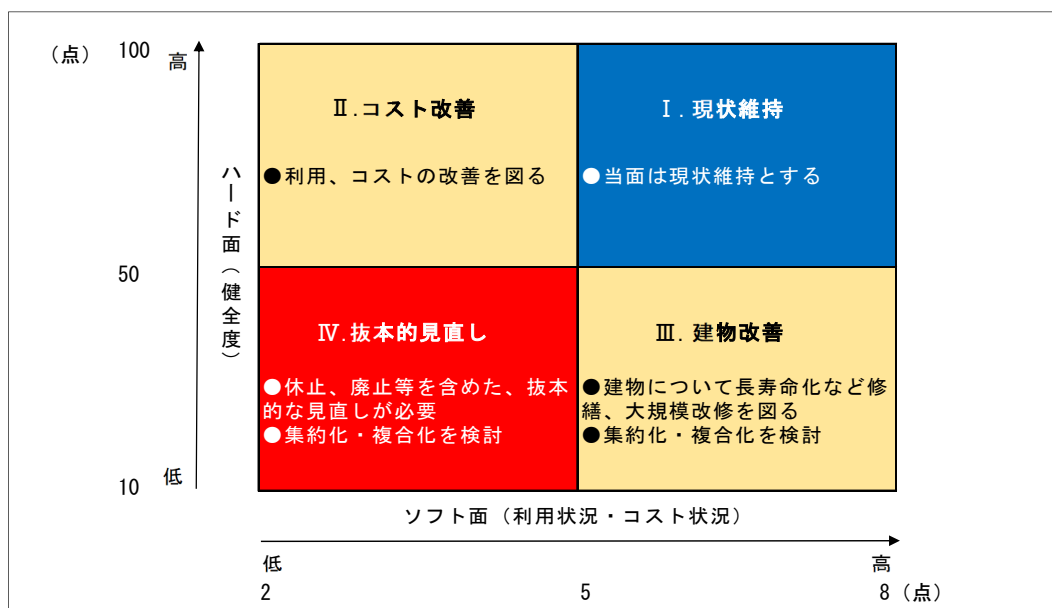 (点)
100
高
Ⅱ.コスト改善
●利用、コストの改善を図る
Ⅰ.現状維持
●当面は現状維持とする
ハード面(健全度)
50
Ⅳ.抜本的見直し
●休止、廃止等を含めた、抜本
的な見直しが必要
●集約化・複合化を検討
Ⅲ.建物改善
●建物について長寿命化など修
繕、大規模改修を図る
●集約化・複合化を検討
低
10
ソフト面(利用状況・コスト状況)
低
高
2
5
8(点)